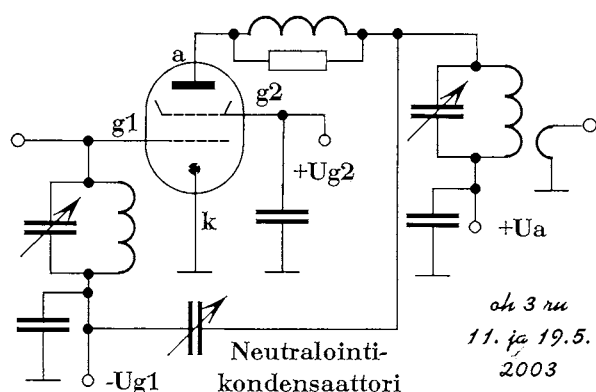 a
g2
g1
+Ug2
k
+Ua
-Ug1
Neutralointi-
kondensaattori
oh 3 ru
11. ja 19.5.
2003